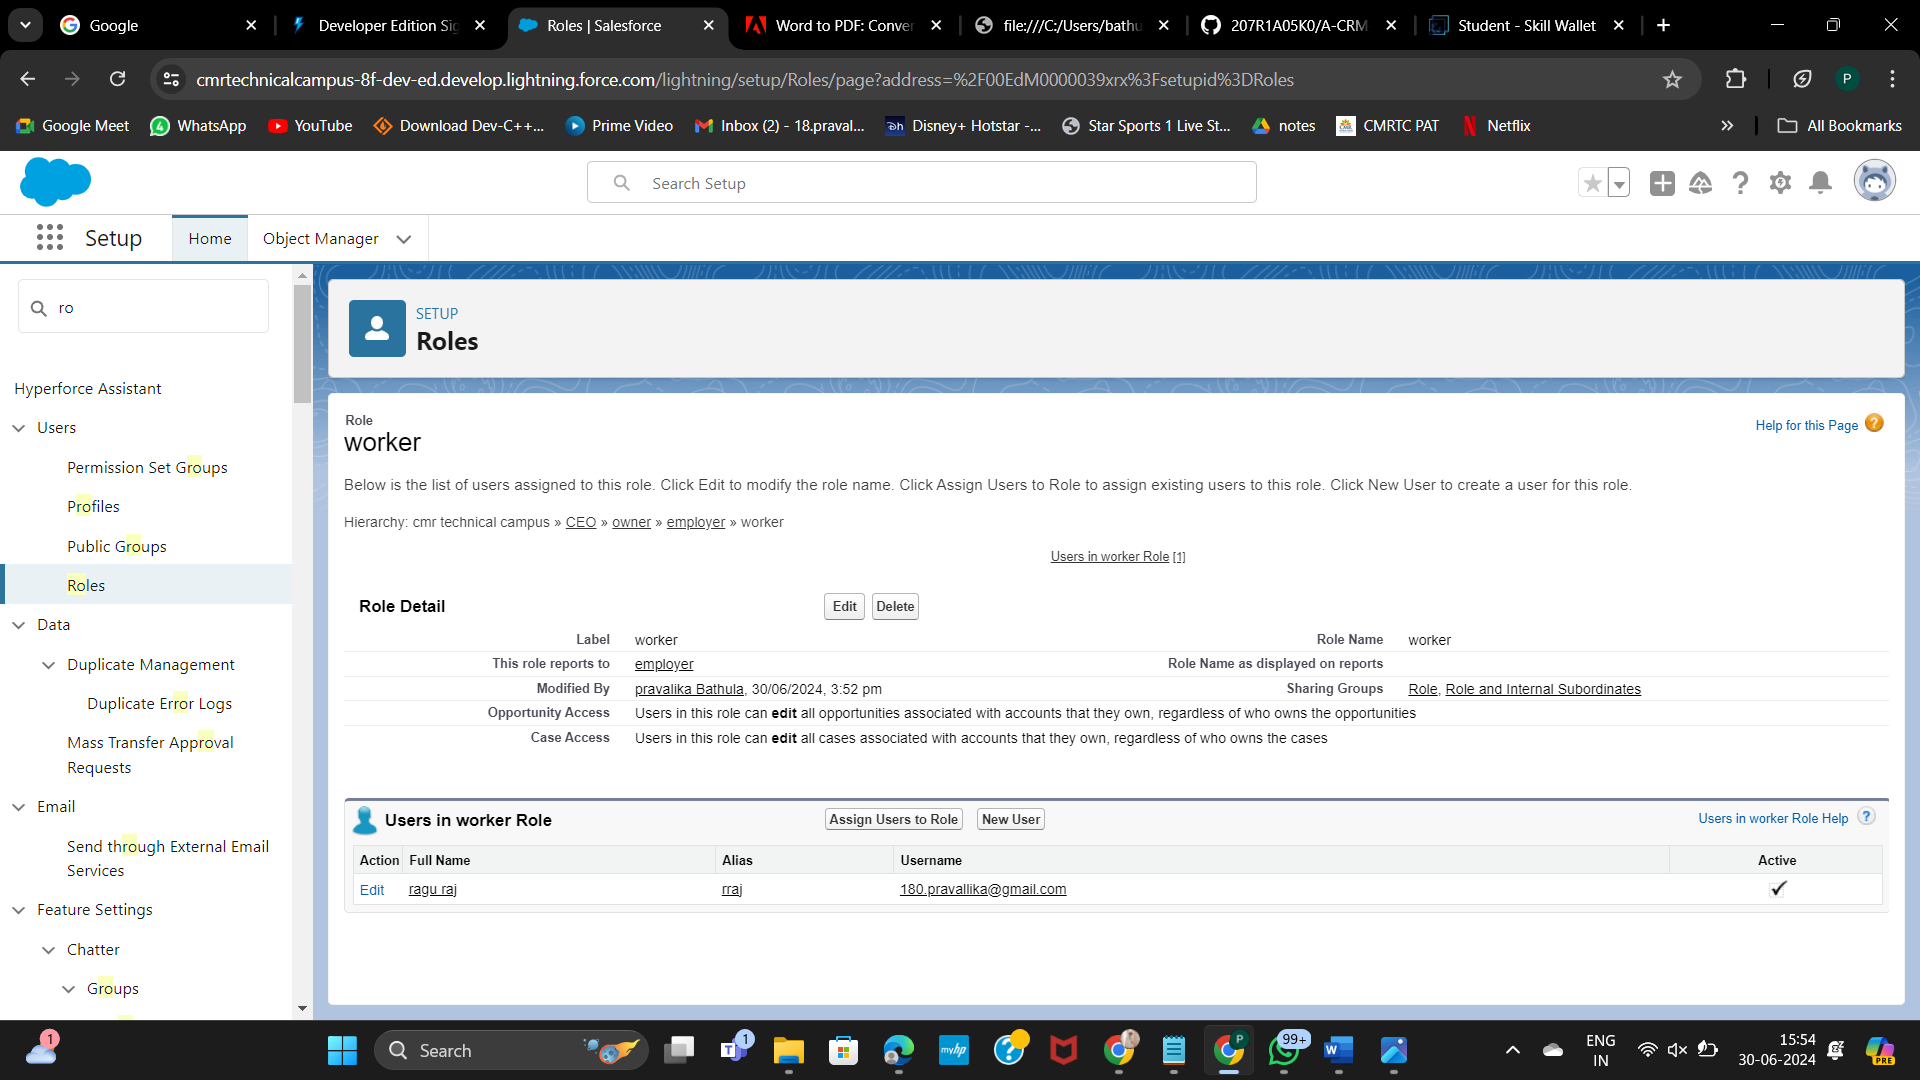 Google
Developer Edition Sig
Roles | Salesforce
Word to PDF: Conver
file:///C:/Users/bathu
207R1A05K0/A-CRM
Student - Skill Wallet
cmrtechnicalcampus-8f-dev-ed.develop.lightning.force.com/lightning/setup/Roles/page?address=%2F00EdM0000039xrx%3Fsetupid%3DRoles
P
Google Meet
WhatsApp
YouTube
Download Dev-C++...
Prime Video
Inbox (2) - 18.praval...
Disney+ Hotstar -...
Star Sports 1 Live St...
notes
CMRTC PAT
Netflix
»
All Bookmarks
Search Setup
Setup
Home
Object Manager
ro
Hyperforce Assistant
Users
Permission Set Groups
Profiles
Public Groups
Roles
Data
Duplicate Management
Duplicate Error Logs
Mass Transfer Approval
Requests
Email
Send through External Email
Services
Feature Settings
Chatter
Groups
SETUP
Roles
Role
worker
Help for this Page
Below is the list of users assigned to this role. Click Edit to modify the role name. Click Assign Users to Role to assign existing users to this role. Click New User to create a user for this role.
Hierarchy: cmr technical campus » CEO » owner » employer » worker
Users in worker Role [1]
Role Detail
Edit
Delete
Label worker
Role Name worker
This role reports to employer
Role Name as displayed on reports
Modified By pravalika Bathula, 30/06/2024, 3:52 pm
Sharing Groups Role, Role and Internal Subordinates
Opportunity Access Users in this role can edit all opportunities associated with accounts that they own, regardless of who owns the opportunities
Case Access Users in this role can edit all cases associated with accounts that they own, regardless of who owns the cases
Users in worker Role
Assign Users to Role
New User
Users in worker Role Help ?
Action Full Name Alias Username Active
Edit ragu raj rraj 180.pravallika@gmail.com
1
Search
1
myhp
P
99+
ENG
IN
15:54
30-06-2024
PRE